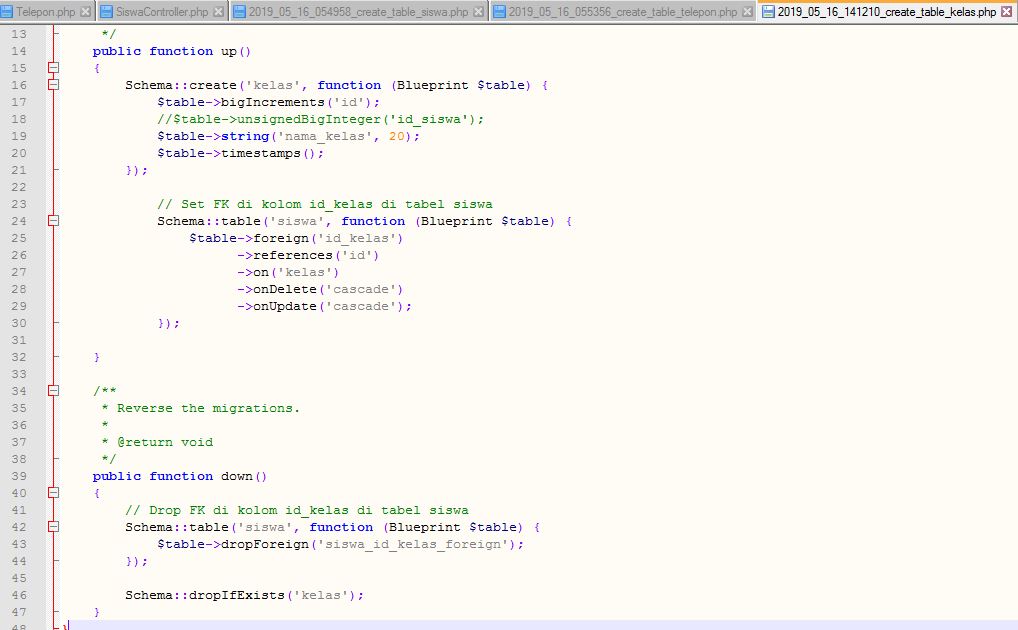 Telepon.php SiswaController.php 2019_05_16_054958_create_table_siswa.php 2019_05_16_055356_create_table_telepon.php 2019_05_16_141210_create_table_kelas.php
13 */
14 public function up()
15 {
16 Schema::create('kelas', function (Blueprint $table) {
17 $table->bigIncrements('id');
18 //$table->unsignedBigInteger('id_siswa');
19 $table->string('nama_kelas', 20);
20 $table->timestamps();
21 });
22
23 // Set FK di kolom id_kelas di tabel siswa
24 Schema::table('siswa', function (Blueprint $table) {
25 $table->foreign('id_kelas')
26 ->references('id')
27 ->on('kelas')
28 ->onDelete('cascade')
29 ->onUpdate('cascade');
30 });
31
32 }
33
34 /**
35 * Reverse the migrations.
36 *
37 * @return void
38 */
39 public function down()
40 {
41 // Drop FK di kolom id_kelas di tabel siswa
42 Schema::table('siswa', function (Blueprint $table) {
43 $table->dropForeign('siswa_id_kelas_foreign');
44 });
45
46 Schema::dropIfExists('kelas');
47 }
48 }